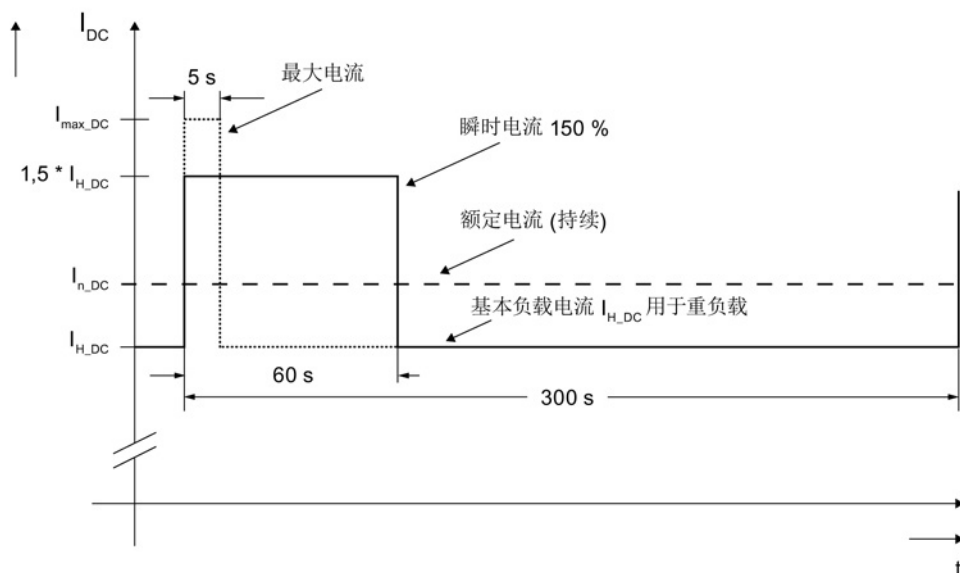 I_DC
5 s
最大电流
I_max_DC
瞬时电流 150 %
1,5 * I_H_DC
额定电流 (持续)
I_n_DC
基本负载电流 I_H_DC 用于重负载
I_H_DC
60 s
300 s
t